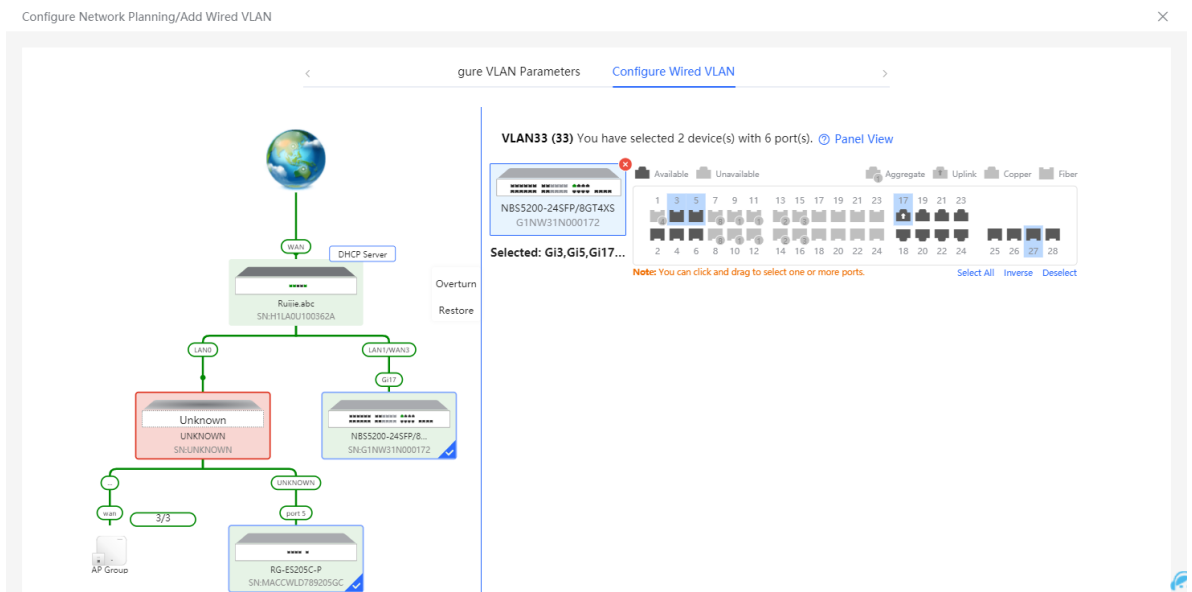 Configure Network Planning/Add Wired VLAN
gure VLAN Parameters
Configure Wired VLAN
WAN
DHCP Server
Ruijie.abc
SN:H1LA0U100362A
Overturn
Restore
LAN0
LAN1/WAN3
Gi17
Unknown
UNKNOWN
SN:UNKNOWN
NBS5200-24SFP/8...
SN:G1NW31N000172
...
UNKNOWN
wan
3/3
port 5
AP Group
RG-ES205C-P
SN:MACCWLD789205GC
VLAN33 (33) You have selected 2 device(s) with 6 port(s). Panel View
NBS5200-24SFP/8GT4XS
G1NW31N000172
Selected: Gi3,Gi5,Gi17...
Available Unavailable Aggregate Uplink Copper Fiber
1 3 5 7 9 11 13 15 17 19 21 23 17 19 21 23
2 4 6 8 10 12 14 16 18 20 22 24 18 20 22 24 25 26 27 28
Note: You can click and drag to select one or more ports.
Select All Inverse Deselect